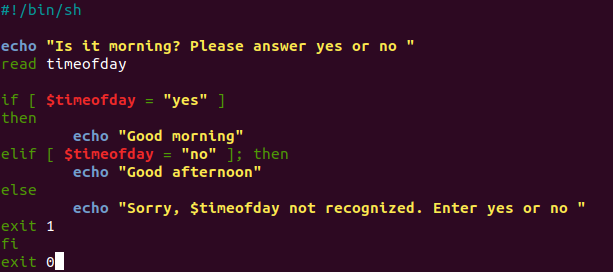 #!/bin/sh

echo "Is it morning? Please answer yes or no "
read timeofday

if [ $timeofday = "yes" ]
then
        echo "Good morning"
elif [ $timeofday = "no" ]; then
        echo "Good afternoon"
else
        echo "Sorry, $timeofday not recognized. Enter yes or no "
exit 1
fi
exit 0